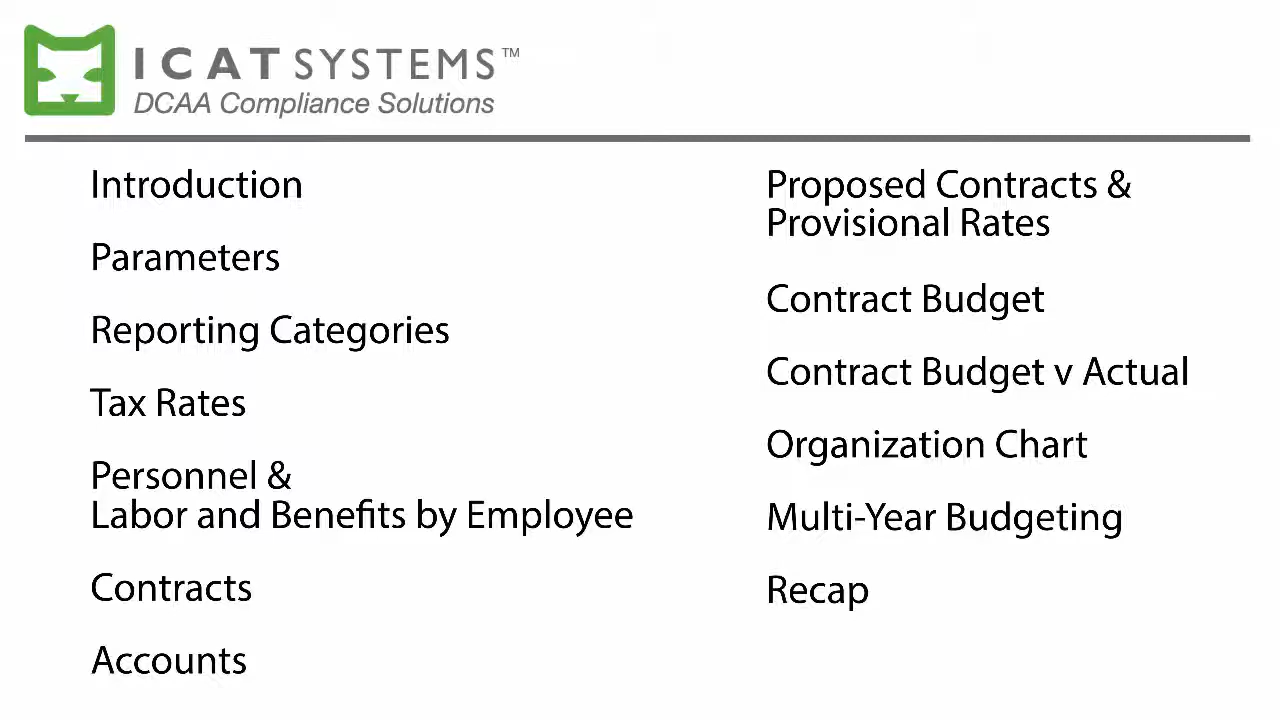 ICAT SYSTEMS™
DCAA Compliance Solutions
Introduction
Parameters
Reporting Categories
Tax Rates
Personnel &
Labor and Benefits by Employee
Contracts
Accounts
Proposed Contracts &
Provisional Rates
Contract Budget
Contract Budget v Actual
Organization Chart
Multi-Year Budgeting
Recap